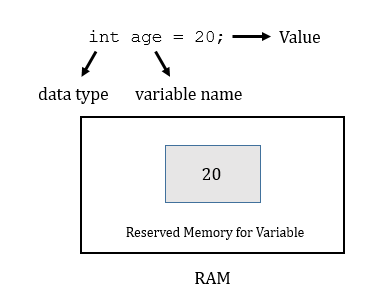 int age = 20; Value
data type variable name
20
Reserved Memory for Variable
RAM